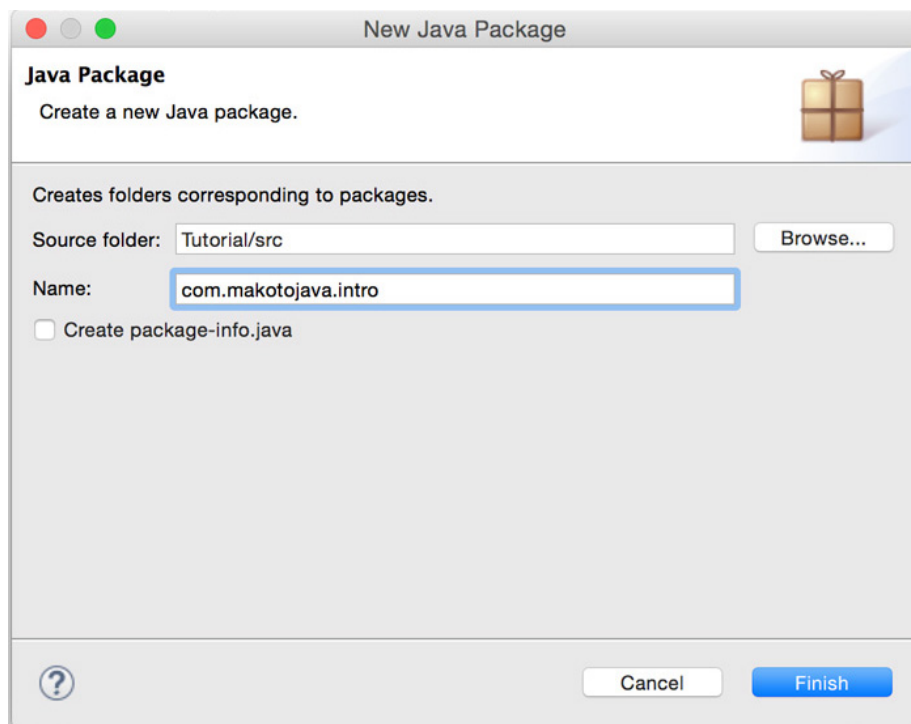 New Java Package
Java Package
Create a new Java package.
Creates folders corresponding to packages.
Source folder: Tutorial/src Browse...
Name: com.makotojava.intro
Create package-info.java
? Cancel Finish